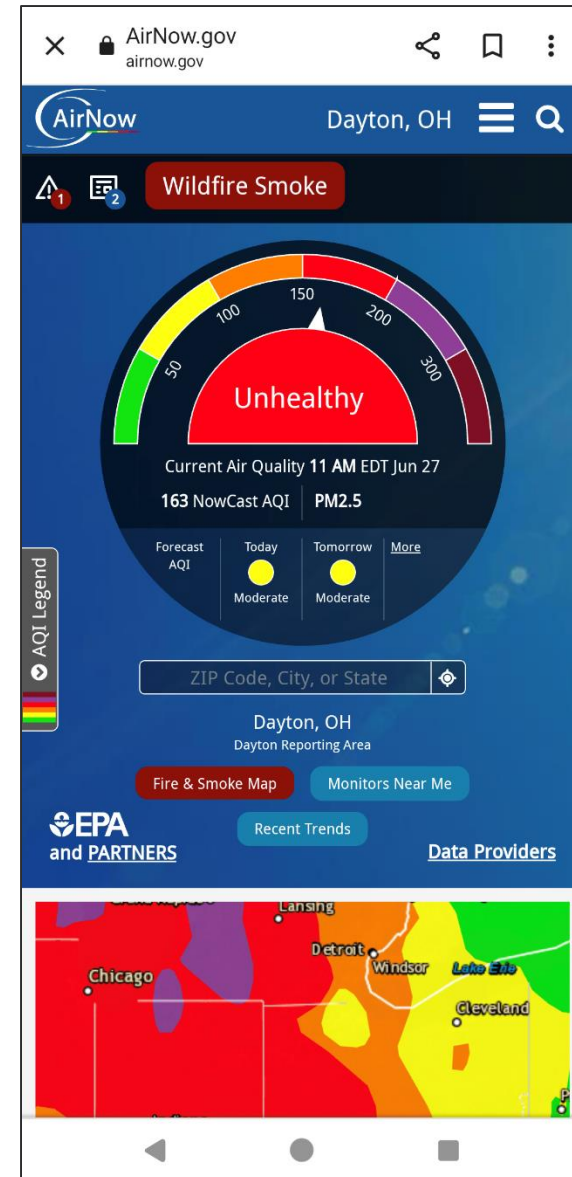 AirNow.gov
airnow.gov
AirNow
Dayton, OH
1
2
Wildfire Smoke
50
100
150
200
300
Unhealthy
Current Air Quality 11 AM EDT Jun 27
163 NowCast AQI PM2.5
Forecast AQI
Today
Moderate
Tomorrow
Moderate
More
AQI Legend
ZIP Code, City, or State
Dayton, OH
Dayton Reporting Area
Fire & Smoke Map
Monitors Near Me
Recent Trends
EPA
and PARTNERS
Data Providers
Lansing
Detroit
Windsor
Lake Erie
Chicago
Cleveland